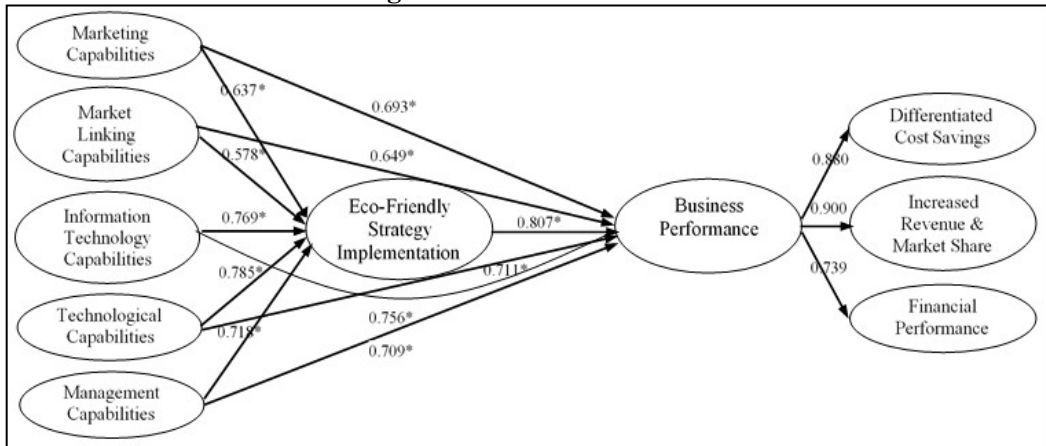 Marketing
Capabilities
Market
Linking
Capabilities
Information
Technology
Capabilities
Technological
Capabilities
Management
Capabilities
0.637*
0.578*
0.769*
0.785*
0.718*
Eco-Friendly
Strategy
Implementation
0.693*
0.649*
0.807*
0.711*
0.756*
0.709*
Business
Performance
0.880
0.900
0.739
Differentiated
Cost Savings
Increased
Revenue &
Market Share
Financial
Performance